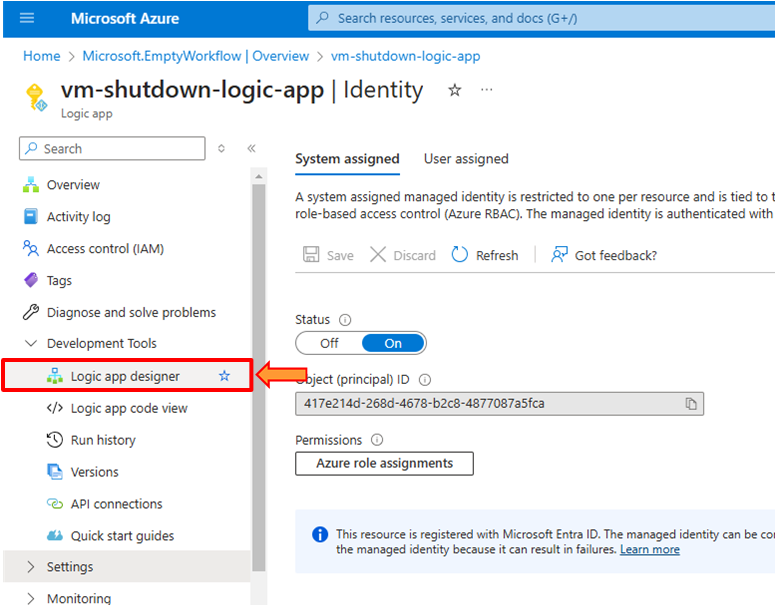 Microsoft Azure
Search resources, services, and docs (G+/)
Home > Microsoft.EmptyWorkflow | Overview > vm-shutdown-logic-app
vm-shutdown-logic-app | Identity
Logic app
Search
Overview
Activity log
Access control (IAM)
Tags
Diagnose and solve problems
Development Tools
Logic app designer
Logic app code view
Run history
Versions
API connections
Quick start guides
Settings
Monitoring
System assigned User assigned
A system assigned managed identity is restricted to one per resource and is tied to t
role-based access control (Azure RBAC). The managed identity is authenticated with
Save Discard Refresh Got feedback?
Status
Off On
Object (principal) ID
417e214d-268d-4678-b2c8-4877087a5fca
Permissions
Azure role assignments
This resource is registered with Microsoft Entra ID. The managed identity can be co
the managed identity because it can result in failures. Learn more